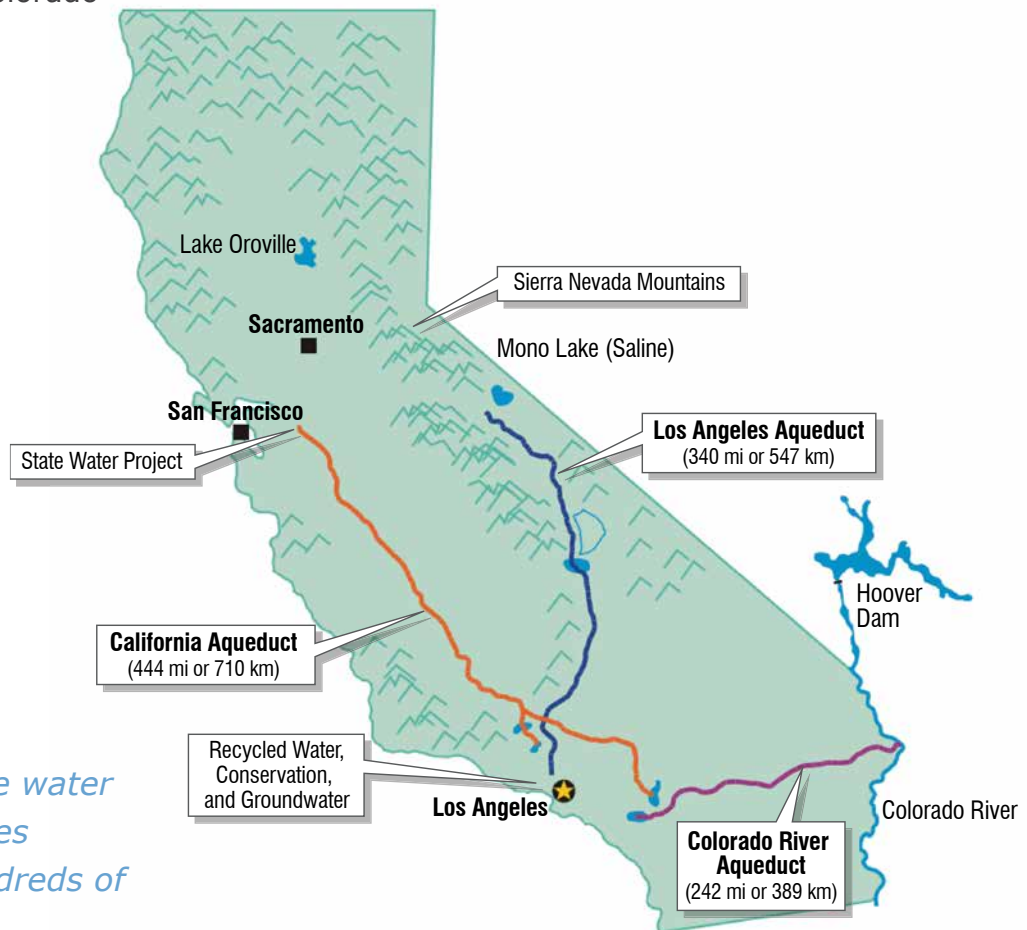 Lake Oroville
Sierra Nevada Mountains
Sacramento
Mono Lake (Saline)
San Francisco
State Water Project
Los Angeles Aqueduct
(340 mi or 547 km)
Hoover
Dam
California Aqueduct
(444 mi or 710 km)
Recycled Water,
Conservation,
and Groundwater
Los Angeles
Colorado River
Colorado River
Aqueduct
(242 mi or 389 km)
water